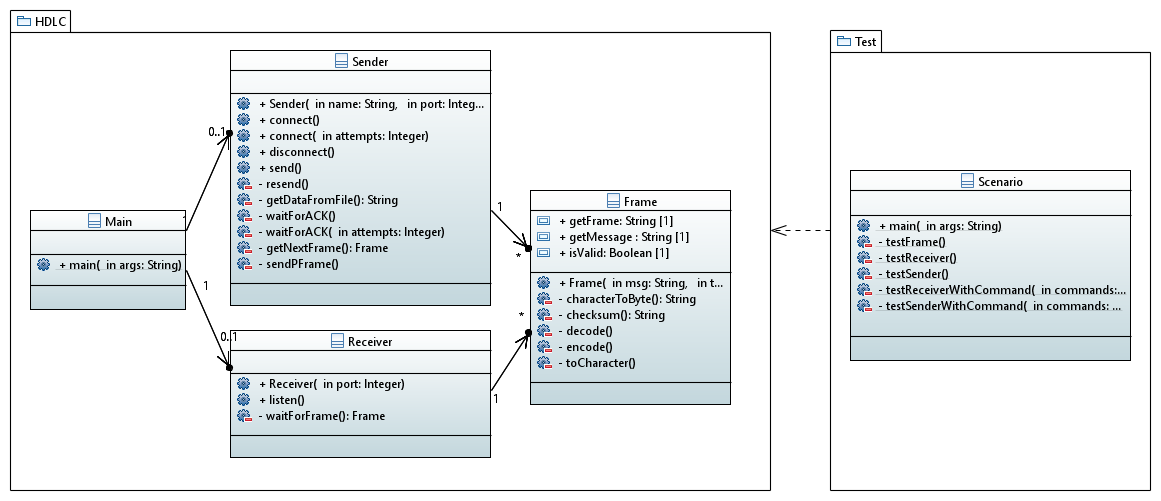 HDLC
Test
Sender
+ Sender(  in name: String,   in port: Integ...
+ connect()
+ connect(  in attempts: Integer)
+ disconnect()
+ send()
- resend()
- getDataFromFile(): String
- waitForACK()
- waitForACK(  in attempts: Integer)
- getNextFrame(): Frame
- sendPFrame()
0..1
1
Main
+ main(  in args: String)
1
0..1
Receiver
+ Receiver(  in port: Integer)
+ listen()
- waitForFrame(): Frame
1
*
*
1
Frame
+ getFrame: String [1]
+ getMessage : String [1]
+ isValid: Boolean [1]
+ Frame(  in msg: String,   in t...
- characterToByte(): String
- checksum(): String
- decode()
- encode()
- toCharacter()
Scenario
+ main(  in args: String)
- testFrame()
- testReceiver()
- testSender()
- testReceiverWithCommand(  in commands:...
- testSenderWithCommand(  in commands: ...